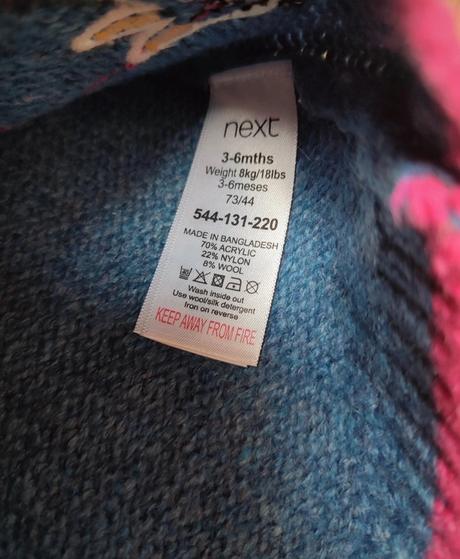 next
3-6mths
Weight 8kg/18lbs
3-6meses
73/44
544-131-220
MADE IN BANGLADESH
70% ACRYLIC
22% NYLON
8% WOOL
Wash inside out
Use wool/silk detergent
Iron on reverse
KEEP AWAY FROM FIRE